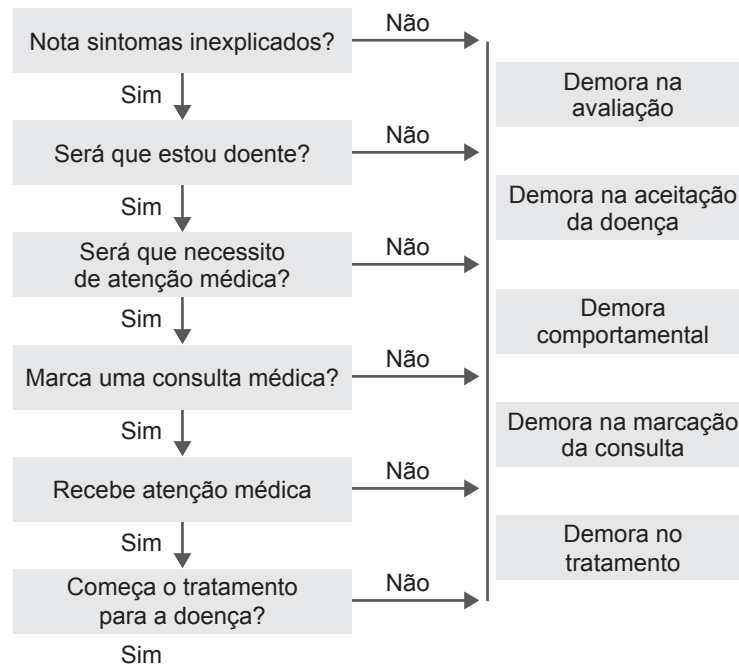 Nota sintomas inexplicados?
Não
Sim
Demora na
avaliação
Será que estou doente?
Não
Sim
Demora na aceitação
da doença
Será que necessito
de atenção médica?
Não
Sim
Demora
comportamental
Marca uma consulta médica?
Não
Sim
Demora na marcação
da consulta
Recebe atenção médica
Não
Sim
Demora no
tratamento
Começa o tratamento
para a doença?
Não
Sim